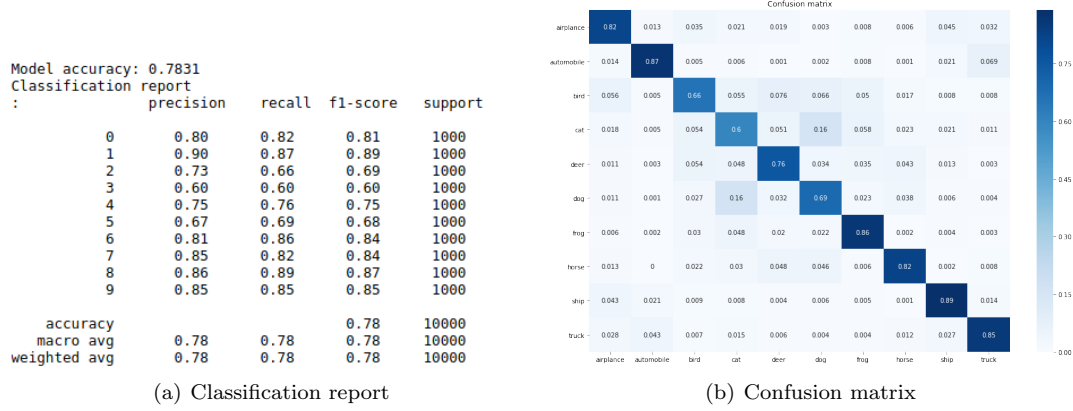 Model accuracy: 0.7831
Classification report
: precision recall f1-score support
0 0.80 0.82 0.81 1000
1 0.90 0.87 0.89 1000
2 0.73 0.66 0.69 1000
3 0.60 0.60 0.60 1000
4 0.75 0.76 0.75 1000
5 0.67 0.69 0.68 1000
6 0.81 0.86 0.84 1000
7 0.85 0.82 0.84 1000
8 0.86 0.89 0.87 1000
9 0.85 0.85 0.85 1000
accuracy 0.78 10000
macro avg 0.78 0.78 0.78 10000
weighted avg 0.78 0.78 0.78 10000
(a) Classification report
Confusion matrix
airplance 0.82 0.013 0.035 0.021 0.019 0.003 0.008 0.006 0.045 0.032
automobile 0.014 0.87 0.005 0.006 0.001 0.002 0.008 0.001 0.021 0.069
bird 0.056 0.005 0.66 0.055 0.076 0.066 0.05 0.017 0.008 0.008
cat 0.018 0.005 0.054 0.6 0.051 0.16 0.058 0.023 0.021 0.011
deer 0.011 0.003 0.054 0.048 0.76 0.034 0.035 0.043 0.013 0.003
dog 0.011 0.001 0.027 0.16 0.032 0.69 0.023 0.038 0.006 0.004
frog 0.006 0.002 0.03 0.048 0.02 0.022 0.86 0.002 0.004 0.003
horse 0.013 0 0.022 0.03 0.048 0.046 0.006 0.82 0.002 0.008
ship 0.043 0.021 0.009 0.008 0.004 0.006 0.005 0.001 0.89 0.014
truck 0.028 0.043 0.007 0.015 0.006 0.004 0.004 0.012 0.027 0.85
airplance automobile bird cat deer dog frog horse ship truck
0.75
0.60
0.45
0.30
0.15
0.00
(b) Confusion matrix